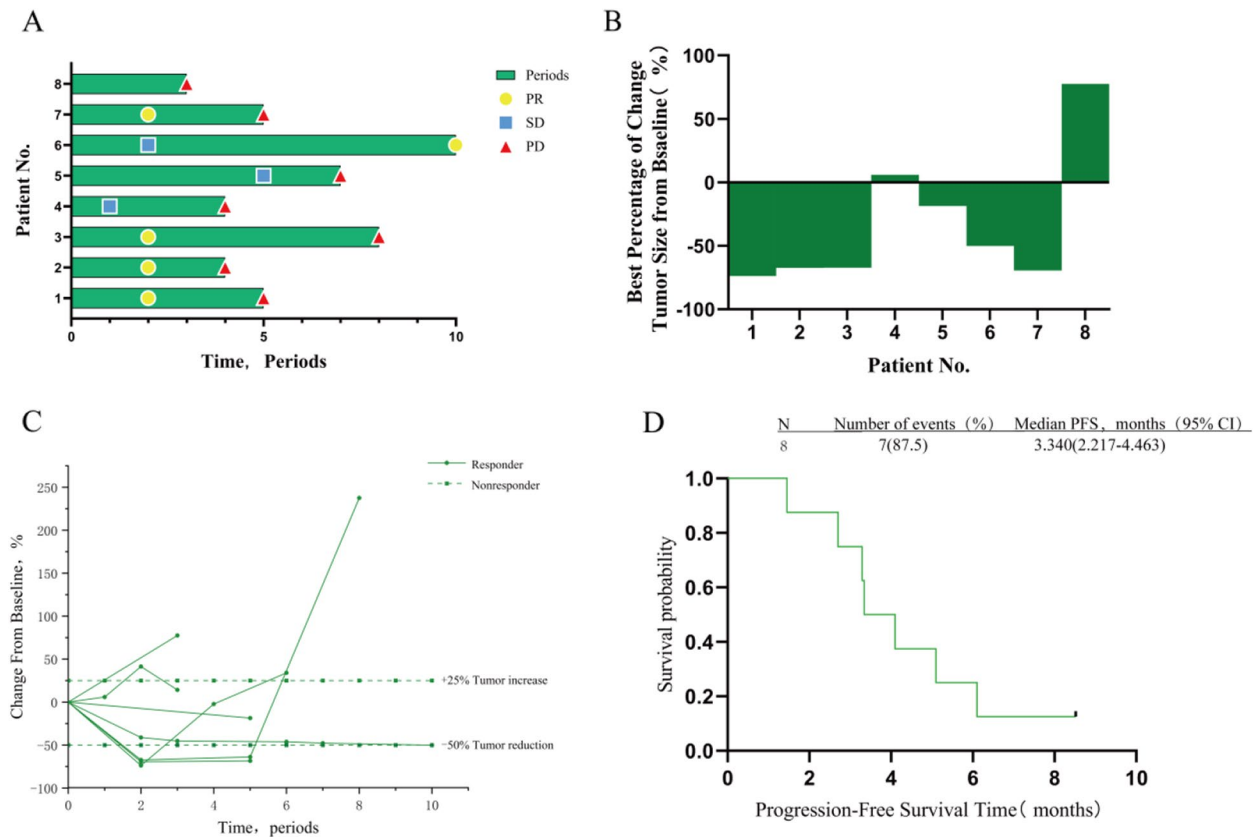 A
8
7
6
5
4
3
2
1
Patient No.
0
5
10
Time, Periods
Periods
PR
SD
PD
B
Best Percentage of Change
Tumor Size from Bsaeline( %)
100
50
0
-50
-100
1 2 3 4 5 6 7 8
Patient No.
C
Change From Baseline, %
250
200
150
100
50
0
−50
−100
0 2 4 6 8 10
Time, periods
Responder
Nonresponder
+25% Tumor increase
−50% Tumor reduction
D
N Number of events (%) Median PFS, months (95% CI)
8 7(87.5) 3.340(2.217-4.463)
Survival probability
1.0
0.8
0.6
0.4
0.2
0.0
0 2 4 6 8 10
Progression-Free Survival Time( months)